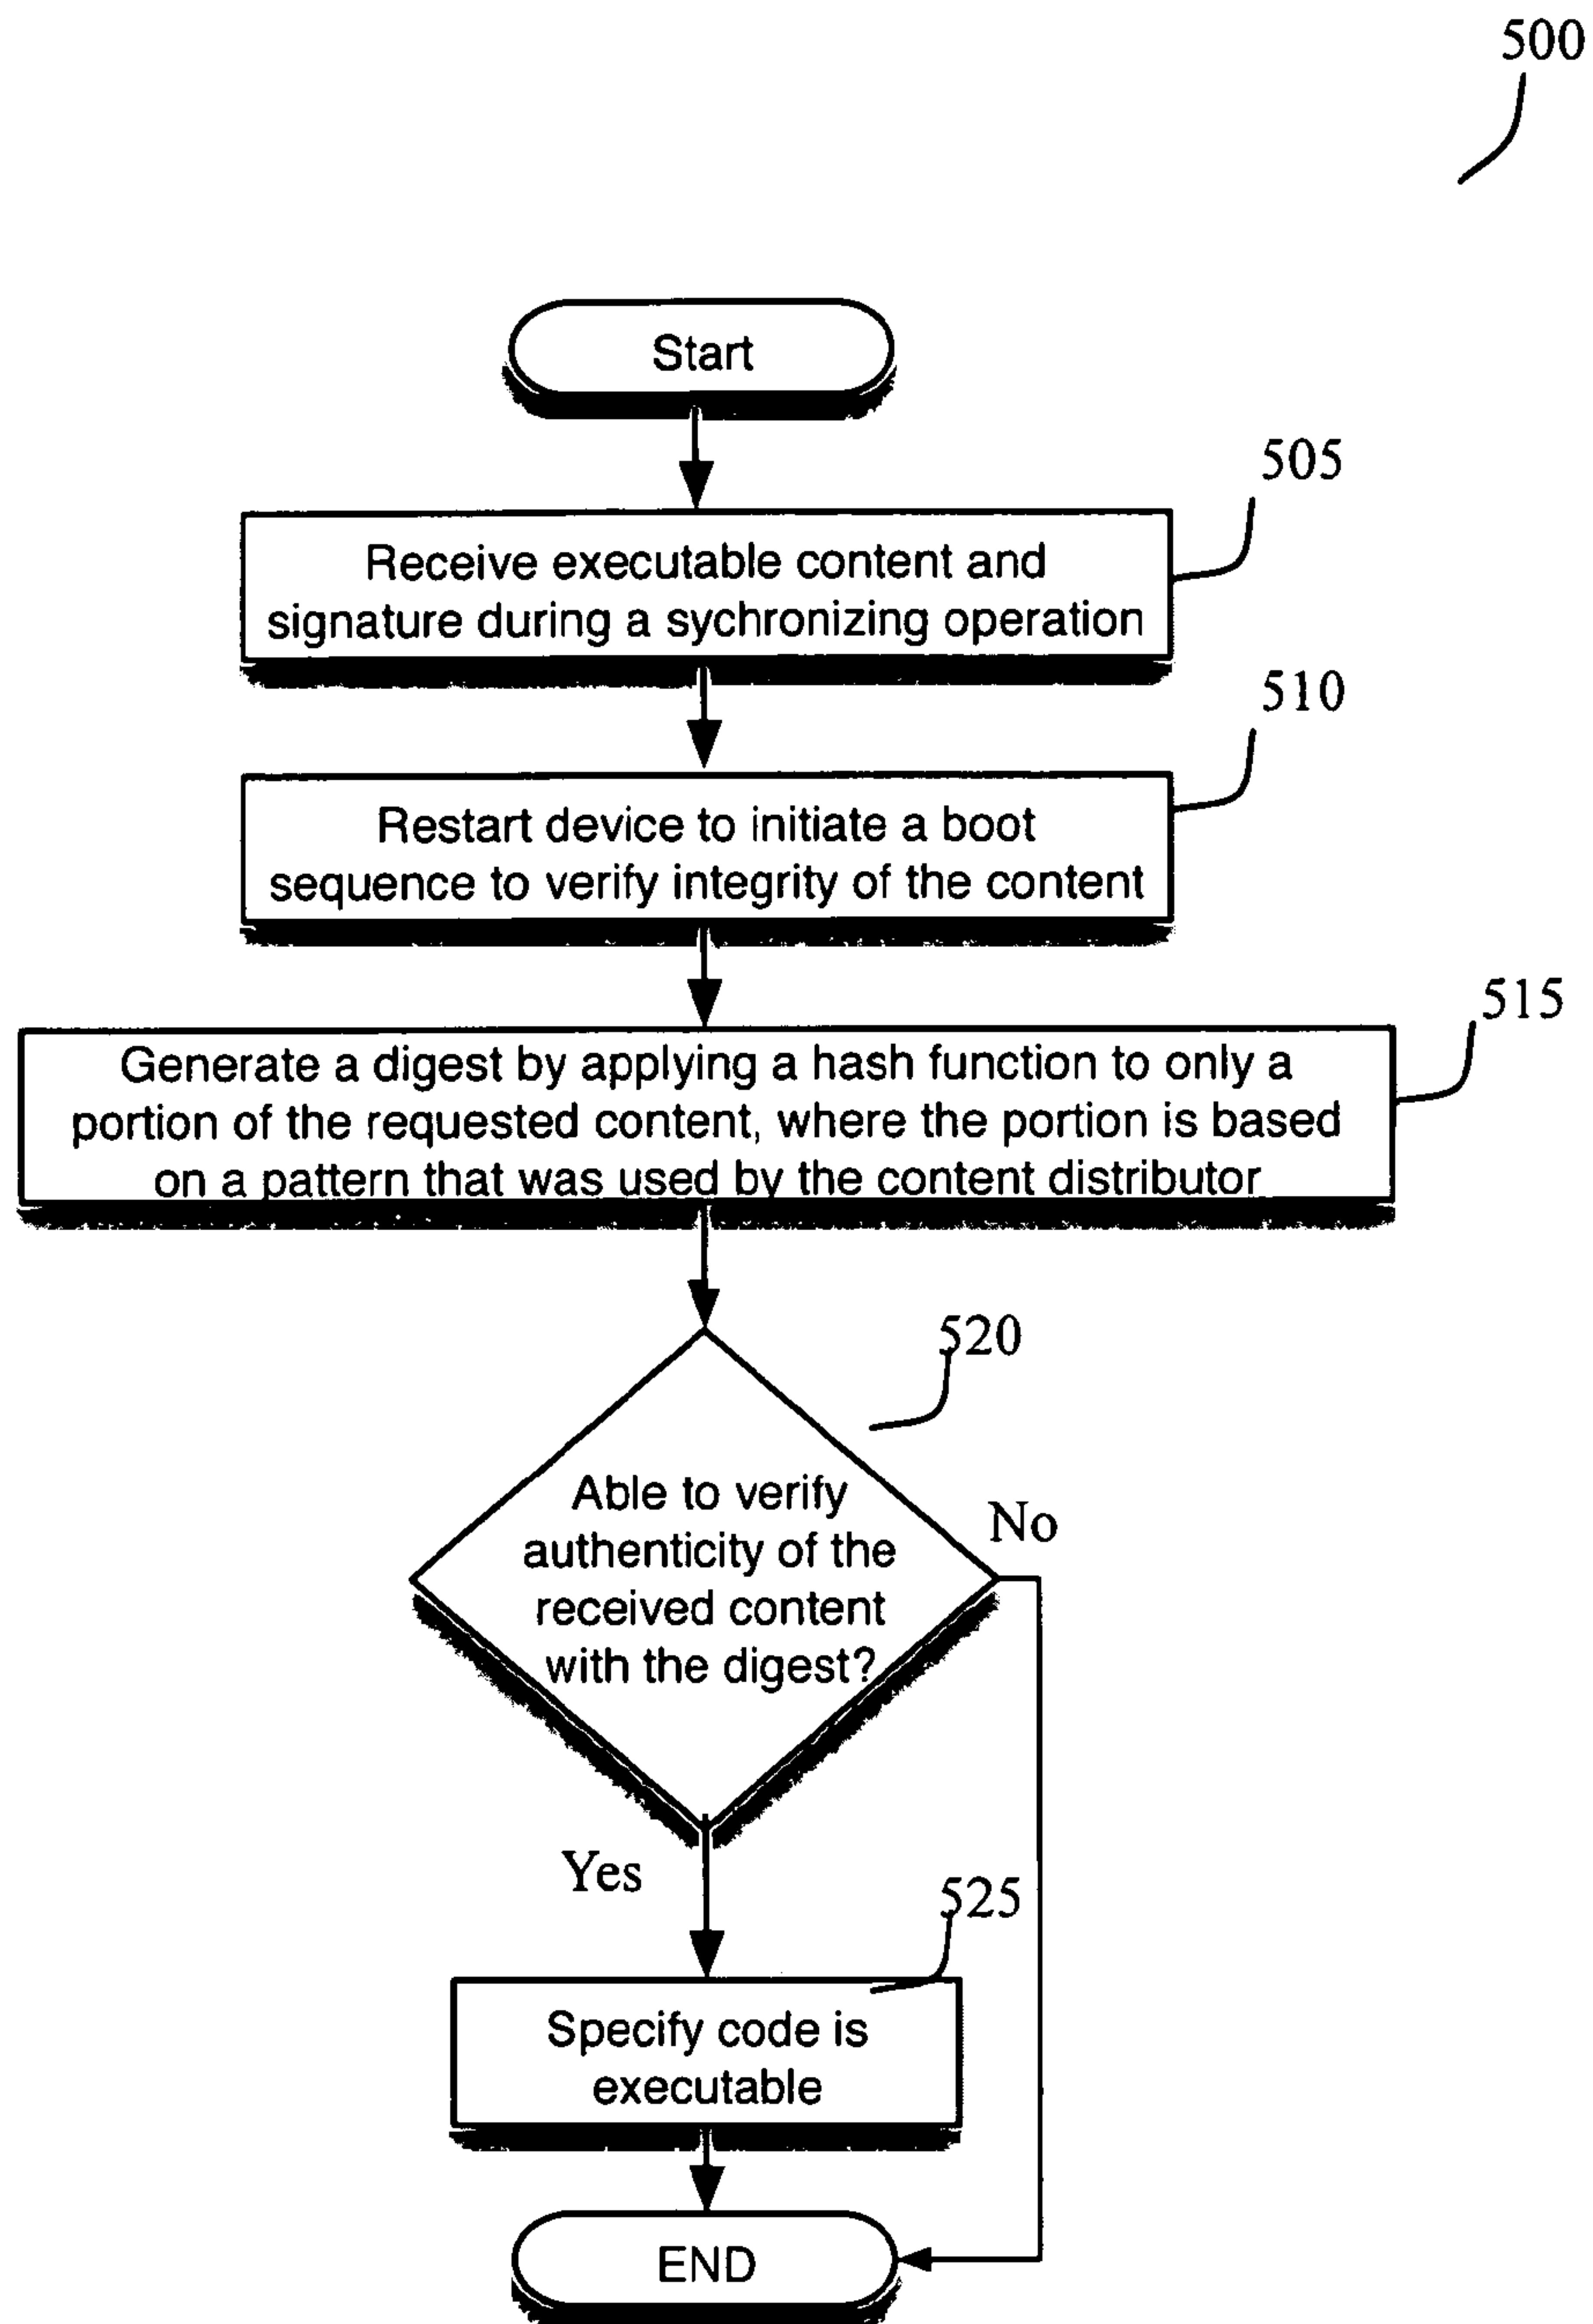 500
Start
505
Receive executable content and
signature during a sychronizing operation
510
Restart device to initiate a boot
sequence to verify integrity of the content
515
Generate a digest by applying a hash function to only a
portion of the requested content, where the portion is based
on a pattern that was used by the content distributor
520
Able to verify
authenticity of the
received content
with the digest?
No
Yes
525
Specify code is
executable
END